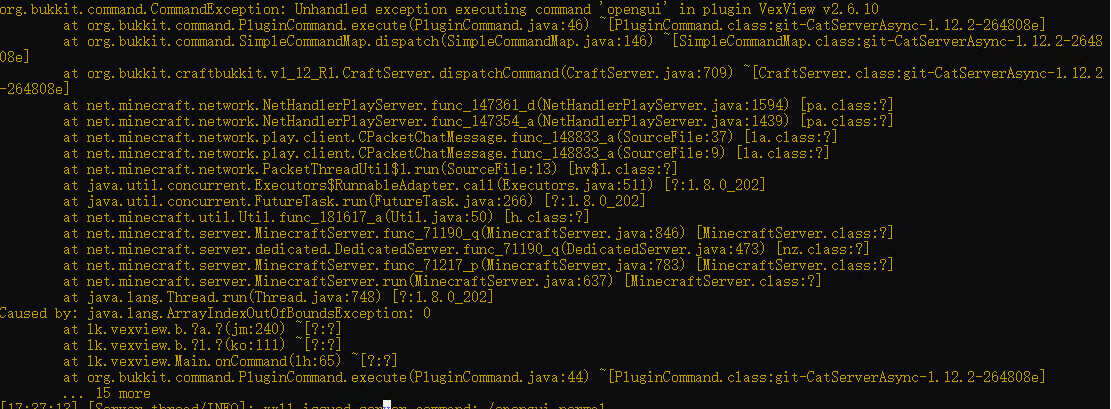 org.bukkit.command.CommandException: Unhandled exception executing command 'opengui' in plugin VexView v2.6.10
at org.bukkit.command.PluginCommand.execute(PluginCommand.java:46) ~[PluginCommand.class:git-CatServerAsync-1.12.2-264808e]
at org.bukkit.command.SimpleCommandMap.dispatch(SimpleCommandMap.java:146) ~[SimpleCommandMap.class:git-CatServerAsync-1.12.2-2648
08e]
at org.bukkit.craftbukkit.v1_12_R1.CraftServer.dispatchCommand(CraftServer.java:709) ~[CraftServer.class:git-CatServerAsync-1.12.2
-264808e]
at net.minecraft.network.NetHandlerPlayServer.func_147361_d(NetHandlerPlayServer.java:1594) [pa.class:?]
at net.minecraft.network.NetHandlerPlayServer.func_147354_a(NetHandlerPlayServer.java:1439) [pa.class:?]
at net.minecraft.network.play.client.CPacketChatMessage.func_148833_a(SourceFile:37) [la.class:?]
at net.minecraft.network.play.client.CPacketChatMessage.func_148833_a(SourceFile:9) [la.class:?]
at net.minecraft.network.PacketThreadUtil$1.run(SourceFile:13) [hv$1.class:?]
at java.util.concurrent.Executors$RunnableAdapter.call(Executors.java:511) [?:1.8.0_202]
at java.util.concurrent.FutureTask.run(FutureTask.java:266) [?:1.8.0_202]
at net.minecraft.util.Util.func_181617_a(Util.java:50) [h.class:?]
at net.minecraft.server.MinecraftServer.func_71190_q(MinecraftServer.java:846) [MinecraftServer.class:?]
at net.minecraft.server.dedicated.DedicatedServer.func_71190_q(DedicatedServer.java:473) [nz.class:?]
at net.minecraft.server.MinecraftServer.func_71217_p(MinecraftServer.java:783) [MinecraftServer.class:?]
at net.minecraft.server.MinecraftServer.run(MinecraftServer.java:637) [MinecraftServer.class:?]
at java.lang.Thread.run(Thread.java:748) [?:1.8.0_202]
Caused by: java.lang.ArrayIndexOutOfBoundsException: 0
at lk.vexview.b.?a.?(jm:240) ~[?:?]
at lk.vexview.b.?l.?(ko:111) ~[?:?]
at lk.vexview.Main.onCommand(lh:65) ~[?:?]
at org.bukkit.command.PluginCommand.execute(PluginCommand.java:44) ~[PluginCommand.class:git-CatServerAsync-1.12.2-264808e]
... 15 more
[Server thread/INFO]: issued server command: /opengui